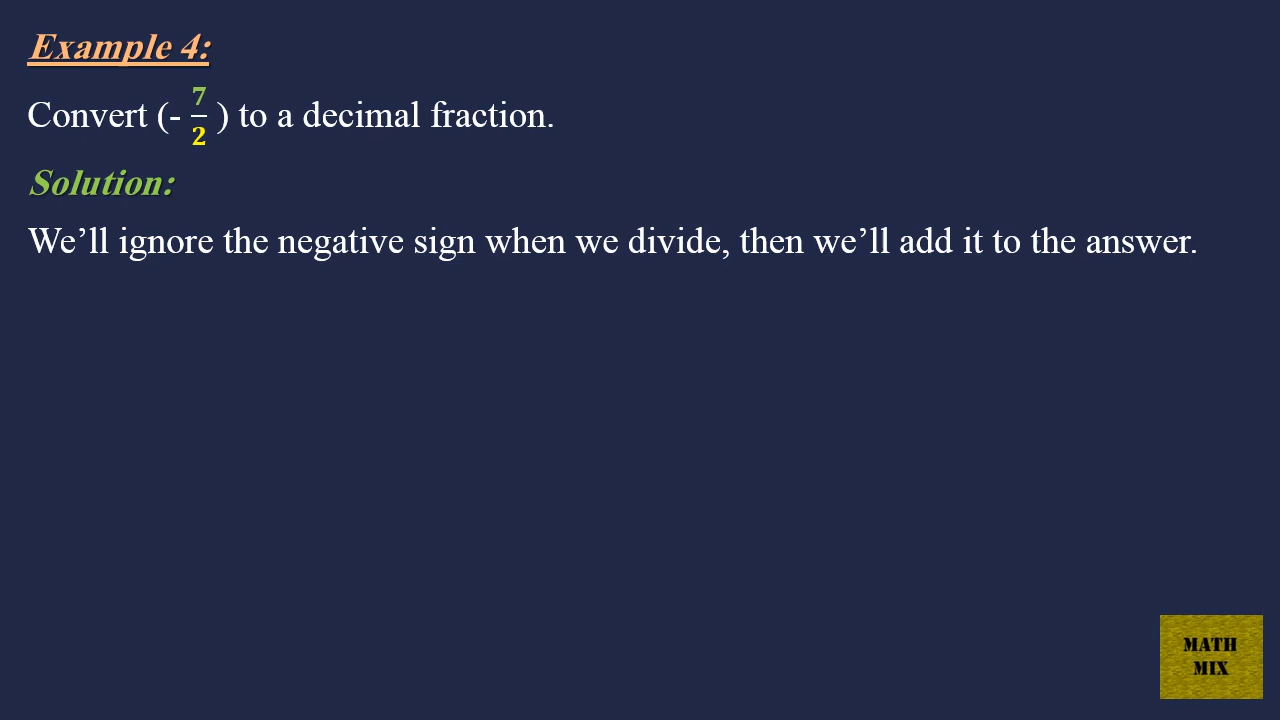 Example 4:
Convert (- 7/2 ) to a decimal fraction.
Solution:
We’ll ignore the negative sign when we divide, then we’ll add it to the answer.
MATH
MIX